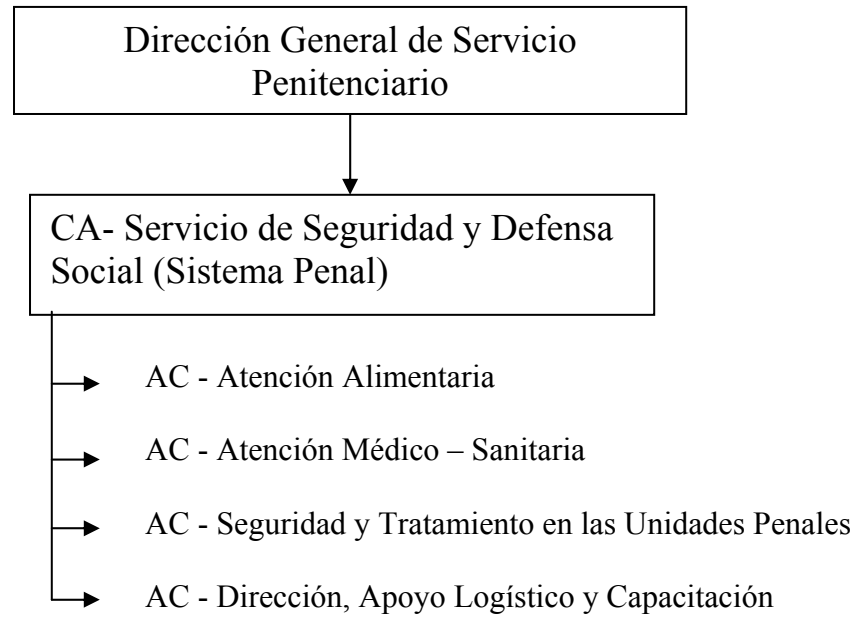 Dirección General de Servicio
Penitenciario
CA- Servicio de Seguridad y Defensa
Social (Sistema Penal)
AC - Atención Alimentaria
AC - Atención Médico – Sanitaria
AC - Seguridad y Tratamiento en las Unidades Penales
AC - Dirección, Apoyo Logístico y Capacitación